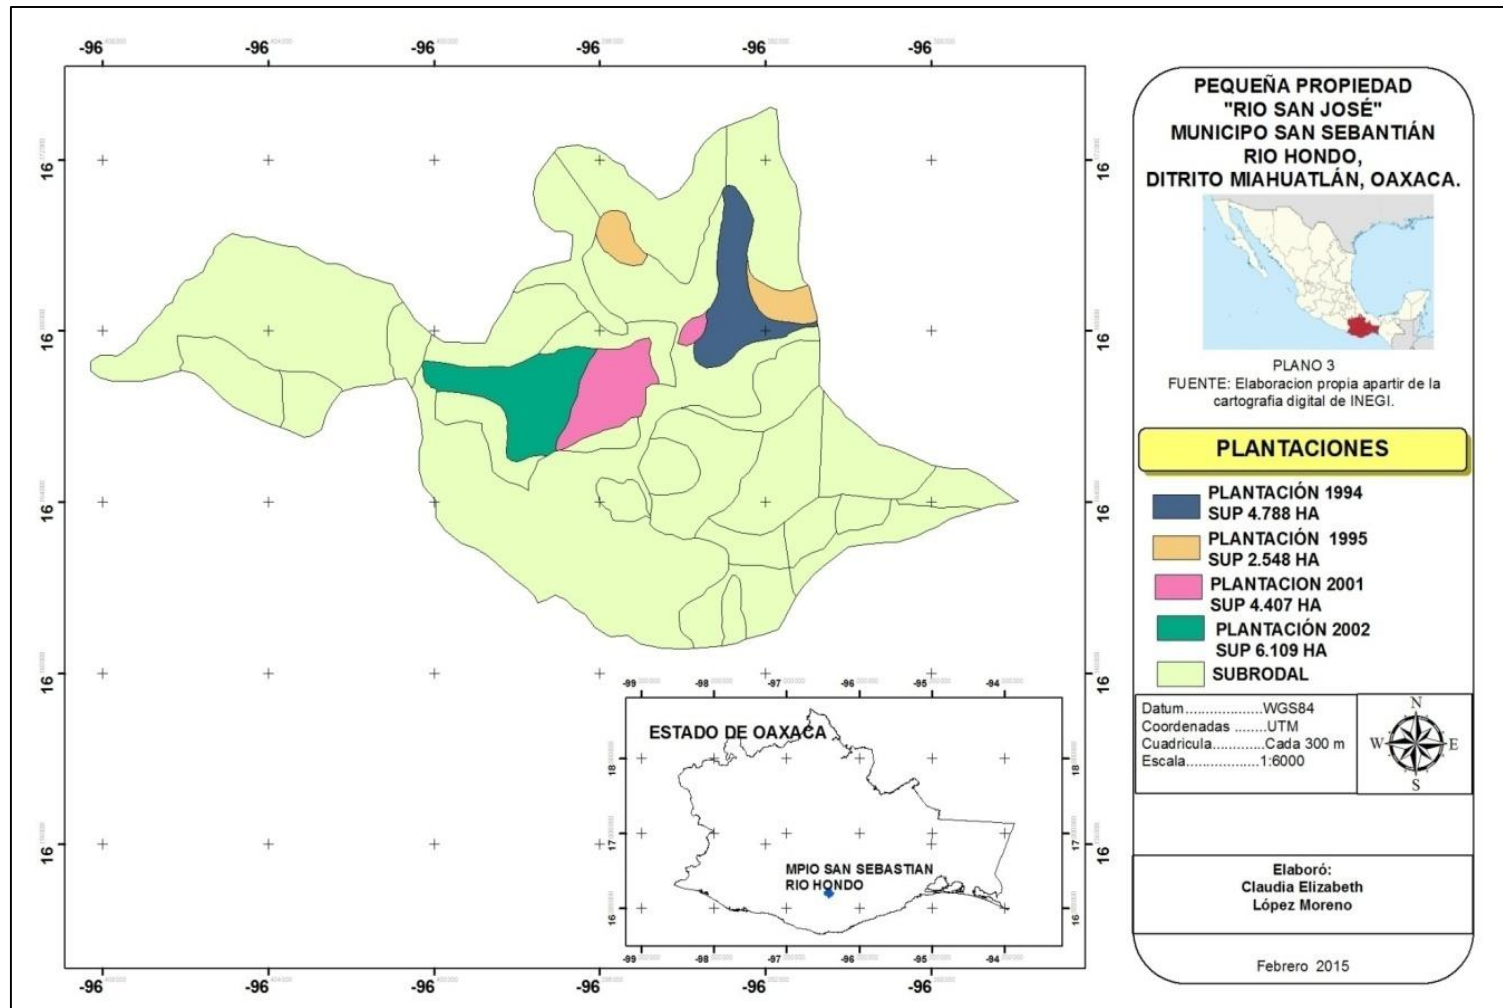 -96 -96 -96 -96 -96 -96
16 16
16 16
16 16
16 16
16 16
-96 -96 -96 -96 -96 -96
PEQUEÑA PROPIEDAD
"RIO SAN JOSÉ"
MUNICIPO SAN SEBANTIÁN
RIO HONDO,
DITRITO MIAHUATLÁN, OAXACA.
PLANO 3
FUENTE: Elaboracion propia apartir de la
cartografia digital de INEGI.
PLANTACIONES
PLANTACIÓN 1994
SUP 4.788 HA
PLANTACIÓN 1995
SUP 2.548 HA
PLANTACION 2001
SUP 4.407 HA
PLANTACIÓN 2002
SUP 6.109 HA
SUBRODAL
Datum...................WGS84
Coordenadas ........UTM
Cuadricula............Cada 300 m
Escala...................1:6000
N
W E
S
Elaboró:
Claudia Elizabeth
López Moreno
Febrero 2015
-99 -98 -97 -96 -95 -94
ESTADO DE OAXACA
18 18
17 17
MPIO SAN SEBASTIAN
RIO HONDO
16 16
-99 -98 -97 -96 -95 -94